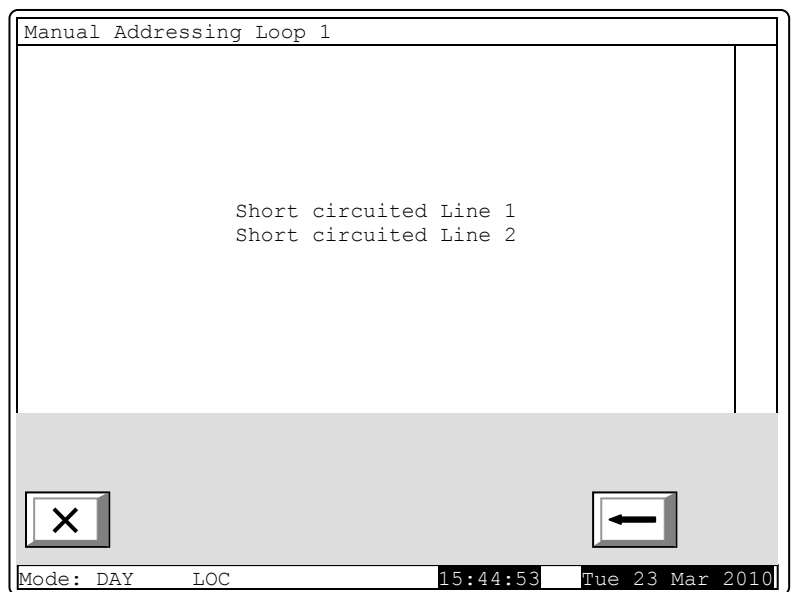 Manual Addressing Loop 1
Short circuited Line 1
Short circuited Line 2
Mode: DAY LOC 15:44:53 Tue 23 Mar 2010